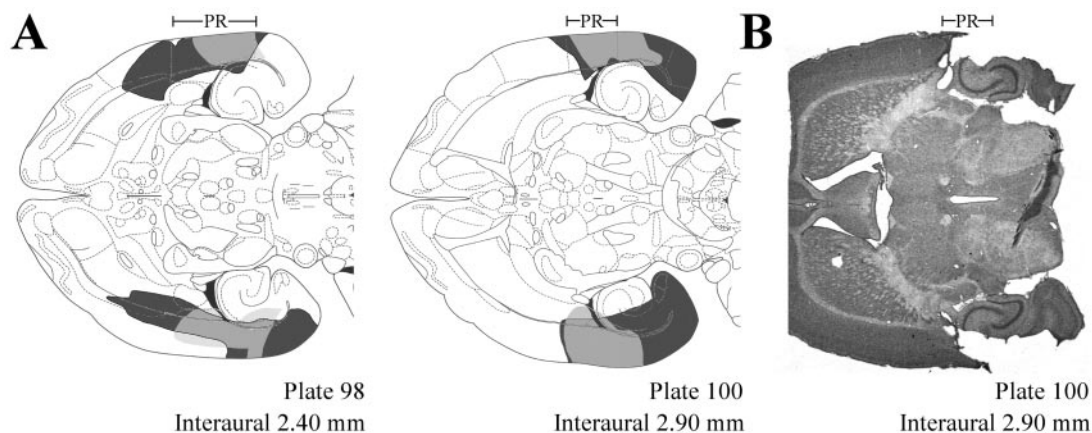 A
PR
PR
B
PR
Plate 98
Interaural 2.40 mm
Plate 100
Interaural 2.90 mm
Plate 100
Interaural 2.90 mm